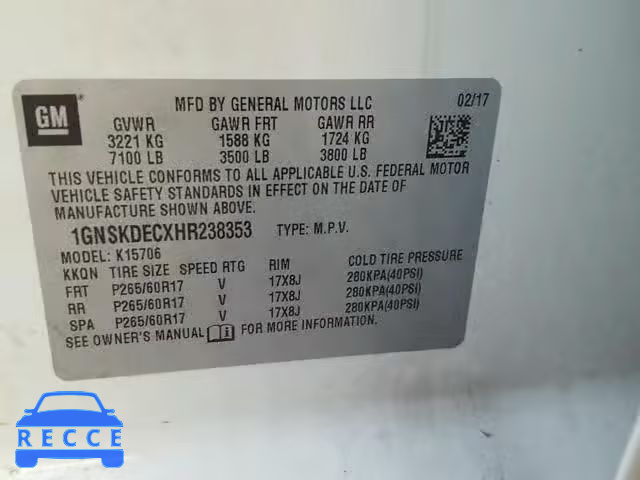 GM
MFD BY GENERAL MOTORS LLC 02/17
GVWR GAWR FRT GAWR RR
3221 KG 1588 KG 1724 KG
7100 LB 3500 LB 3800 LB
THIS VEHICLE CONFORMS TO ALL APPLICABLE U.S. FEDERAL MOTOR
VEHICLE SAFETY STANDARDS IN EFFECT ON THE DATE OF
MANUFACTURE SHOWN ABOVE.
1GNSKDECXHR238353 TYPE: M.P.V.
MODEL: K15706
KKQN TIRE SIZE SPEED RTG RIM COLD TIRE PRESSURE
FRT P265/60R17 V 17X8J 280KPA(40PSI)
RR P265/60R17 V 17X8J 280KPA(40PSI)
SPA P265/60R17 V 17X8J 280KPA(40PSI)
SEE OWNER'S MANUAL FOR MORE INFORMATION.
RECCE